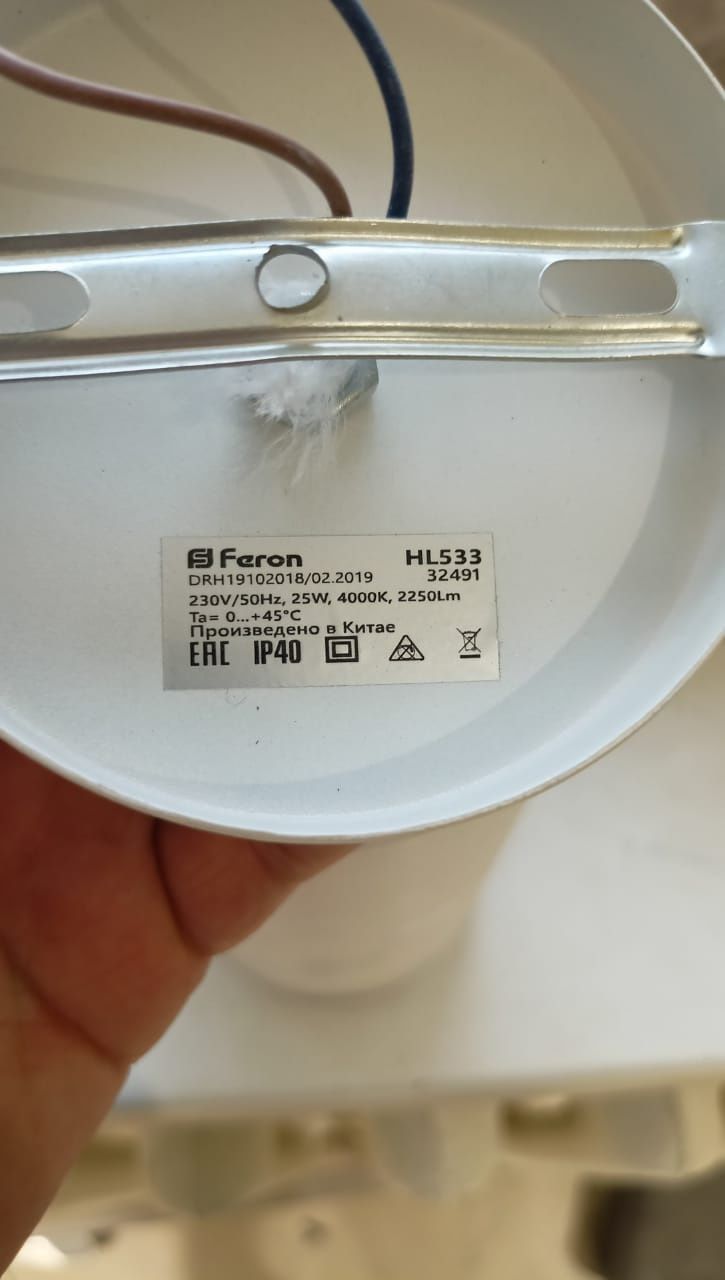 Feron HL533
DRH19102018/02.2019 32491
230V/50Hz, 25W, 4000K, 2250Lm
Ta= 0...+45°C
Произведено в Китае
EAC IP40